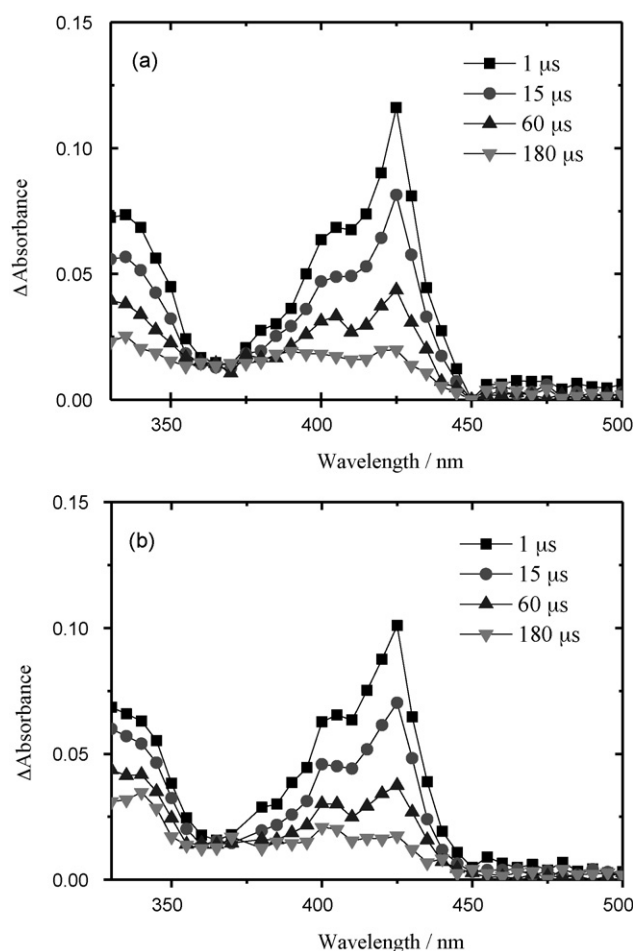 0.15
(a)
1 µs
15 µs
60 µs
180 µs
0.10
Δ Absorbance
0.05
0.00
350
400
450
500
Wavelength / nm
0.15
(b)
1 µs
15 µs
60 µs
180 µs
0.10
ΔAbsorbance
0.05
0.00
350
400
450
500
Wavelength / nm